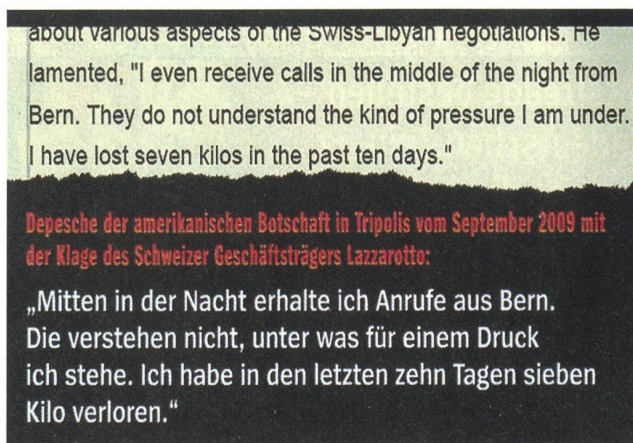 about various aspects of the Swiss-Libyan negotiations. He
lamented, "I even receive calls in the middle of the night from
Bern. They do not understand the kind of pressure I am under.
I have lost seven kilos in the past ten days."
Depesche der amerikanischen Botschaft in Tripolis vom September 2009 mit
der Klage des Schweizer Geschäftsträgers Lazzarotto:
„Mitten in der Nacht erhalte ich Anrufe aus Bern.
Die verstehen nicht, unter was für einem Druck
ich stehe. Ich habe in den letzten zehn Tagen sieben
Kilo verloren.“